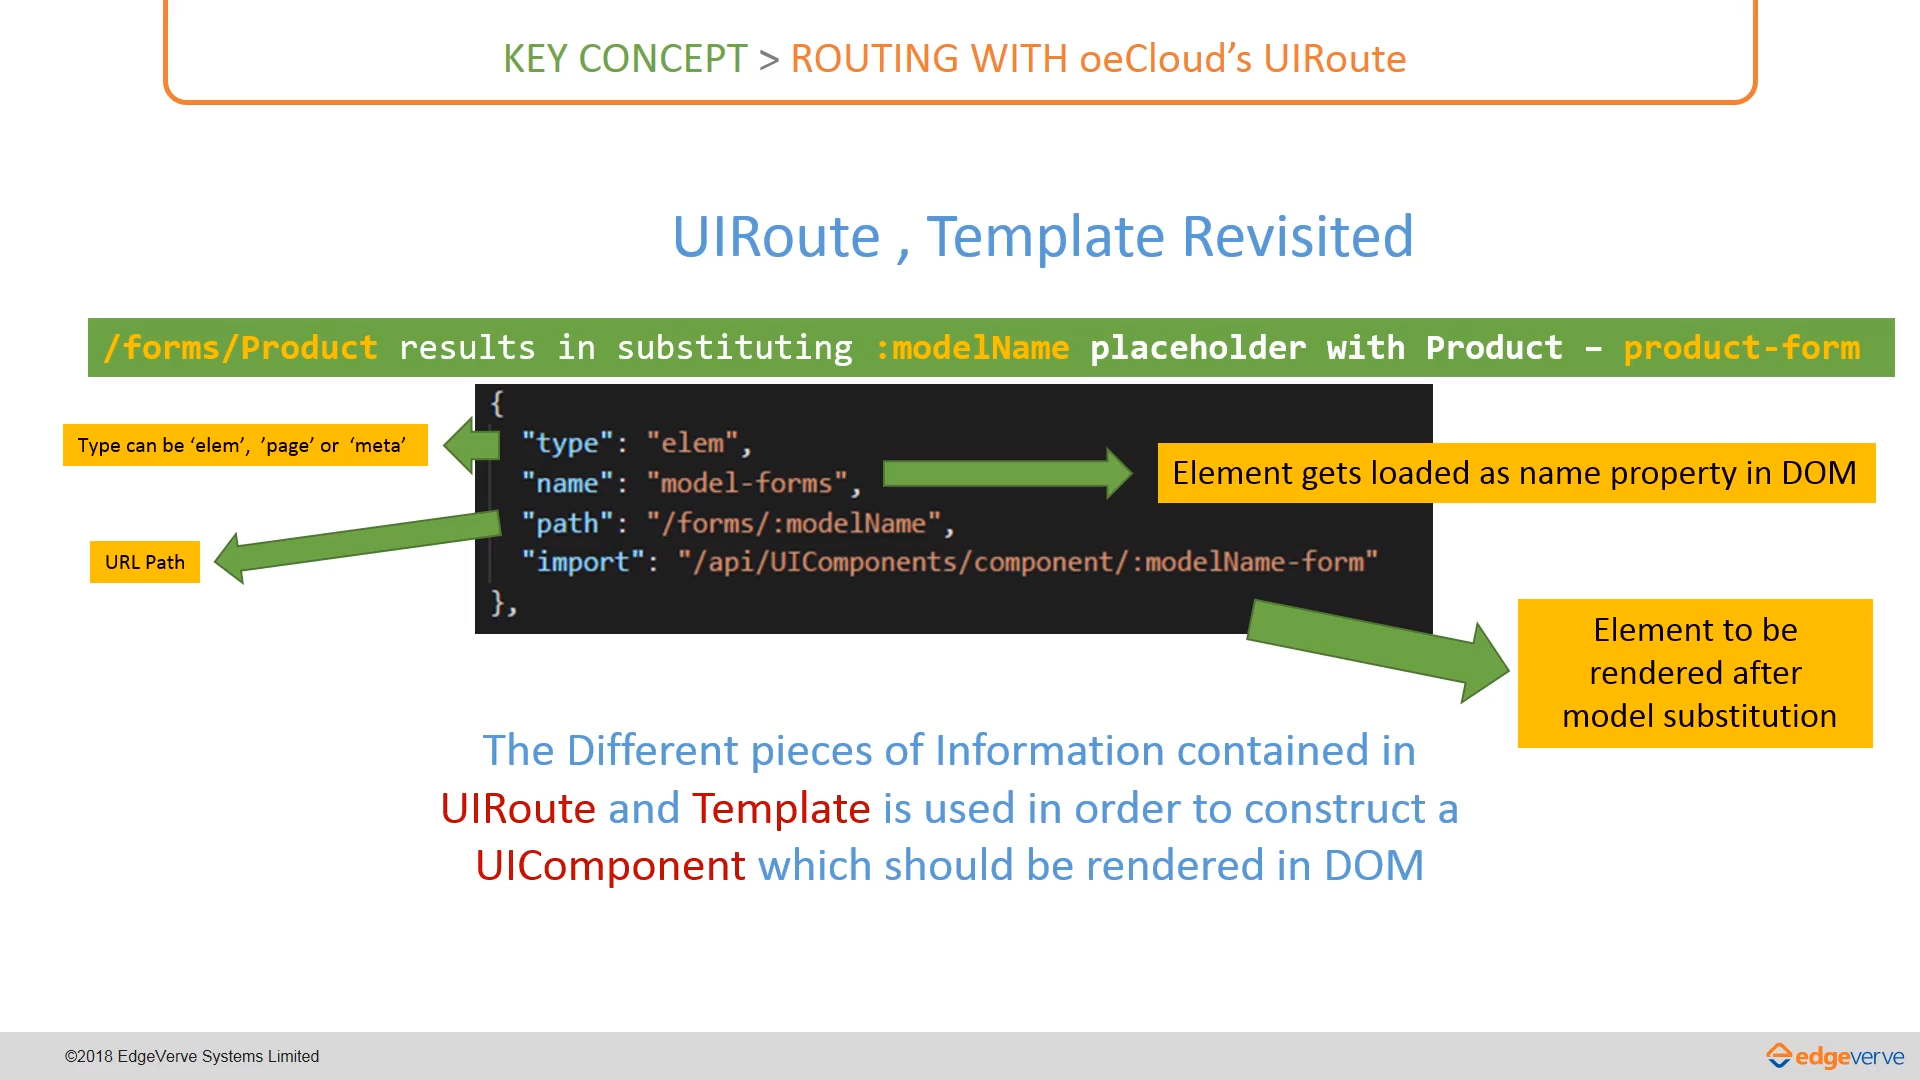 KEY CONCEPT > ROUTING WITH oeCloud’s UIRoute
UIRoute , Template Revisited
/forms/Product results in substituting :modelName placeholder with Product – product-form
{
"type": "elem",
"name": "model-forms",
"path": "/forms/:modelName",
"import": "/api/UIComponents/component/:modelName-form"
},
Type can be ‘elem’, ’page’ or ‘meta’
Element gets loaded as name property in DOM
URL Path
Element to be
rendered after
model substitution
The Different pieces of Information contained in
UIRoute and Template is used in order to construct a
UIComponent which should be rendered in DOM
©2018 EdgeVerve Systems Limited
edgeverve